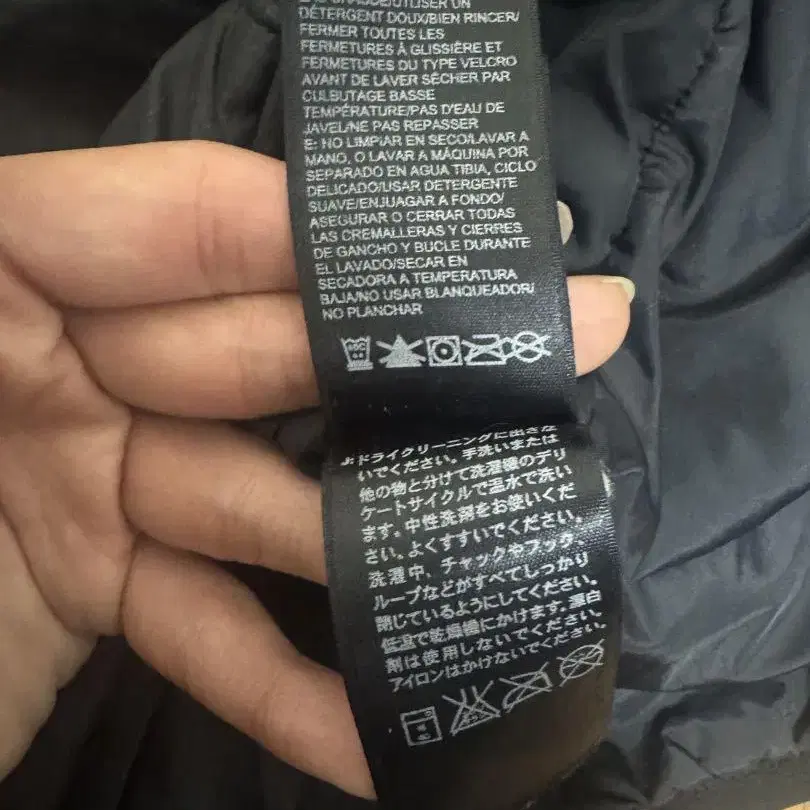 DÉTERGENT DOUX/BIEN RINCER/
FERMER TOUTES LES
FERMETURES À GLISSIÈRE ET
FERMETURES DU TYPE VELCRO
AVANT DE LAVER SÉCHER PAR
CULBUTAGE BASSE
TEMPÉRATURE/PAS D'EAU DE
JAVEL/NE PAS REPASSER
E: NO LIMPIAR EN SECO/LAVAR A
MANO, O LAVAR A MÁQUINA POR
SEPARADO EN AGUA TIBIA, CICLO
DELICADO/USAR DETERGENTE
SUAVE/ENJUAGAR A FONDO/
ASEGURAR O CERRAR TODAS
LAS CREMALLERAS Y CIERRES
DE GANCHO Y BUCLE DURANTE
EL LAVADO/SECAR EN
SECADORA A TEMPERATURA
BAJA/NO USAR BLANQUEADOR/
NO PLANCHAR
J:ドライクリーニングに出さな
いでください。手洗いまたは
他の物と分けて洗濯機のデリ
ケートサイクルで温水で洗い
ます。中性洗剤をお使いくだ
さい。よくすすいでください。
洗濯中、チャックやフック、
ループなどがすべてしっかり
閉じているようにしてください。
低温で乾燥機にかけます。漂白
剤は使用しないでください。
アイロンはかけないでください。